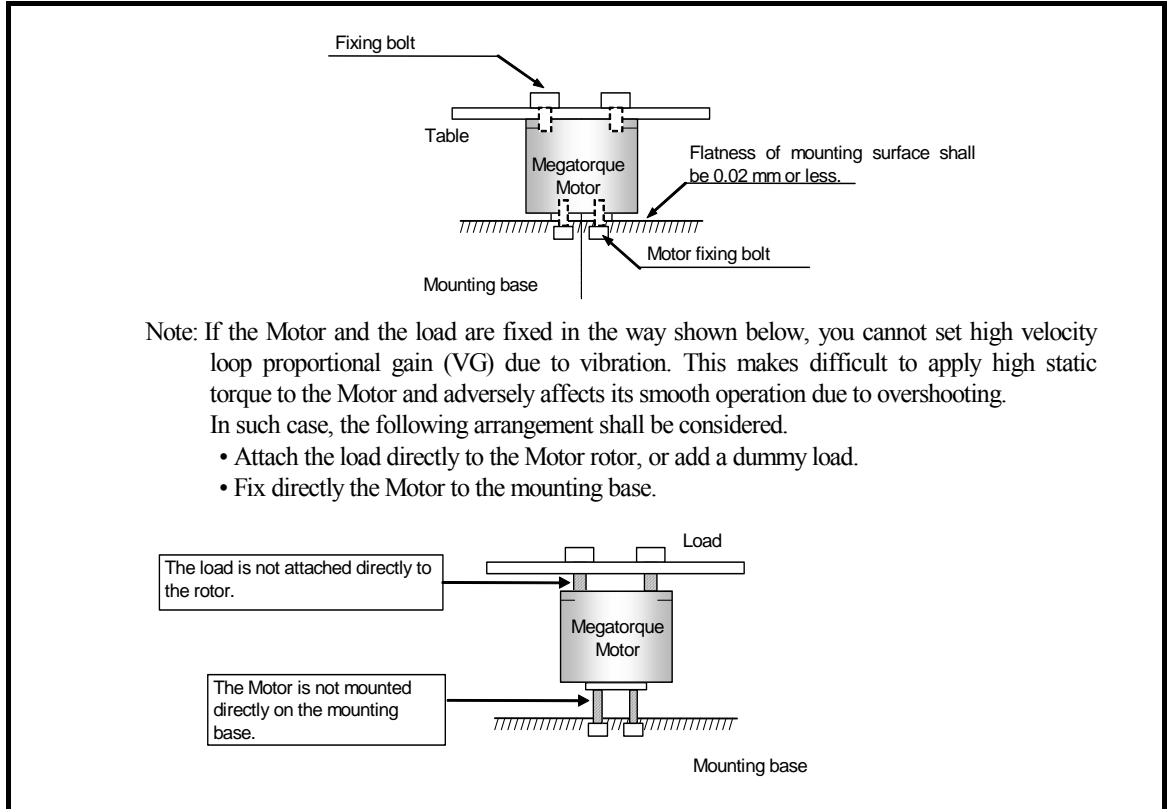 Fixing bolt
Table
Megatorque
Motor
Flatness of mounting surface shall
be 0.02 mm or less.
Motor fixing bolt
Mounting base
Note: If the Motor and the load are fixed in the way shown below, you cannot set high velocity
loop proportional gain (VG) due to vibration. This makes difficult to apply high static
torque to the Motor and adversely affects its smooth operation due to overshooting.
In such case, the following arrangement shall be considered.
• Attach the load directly to the Motor rotor, or add a dummy load.
• Fix directly the Motor to the mounting base.
Load
The load is not attached directly to
the rotor.
Megatorque
Motor
The Motor is not mounted
directly on the mounting
base.
Mounting base